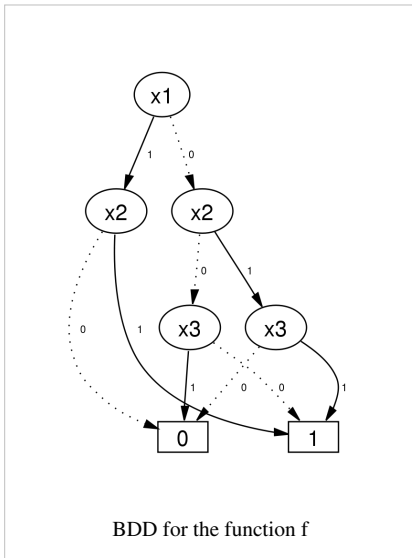 x1
1 0
x2 x2
0 1
0 1
x3 x3
1 0 0 1
0 1
BDD for the function f